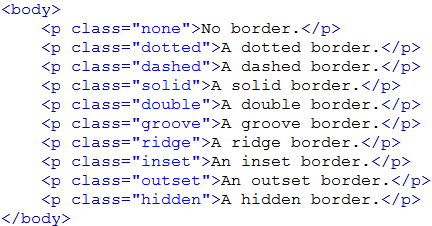 <body>
    <p class="none">No border.</p>
    <p class="dotted">A dotted border.</p>
    <p class="dashed">A dashed border.</p>
    <p class="solid">A solid border.</p>
    <p class="double">A double border.</p>
    <p class="groove">A groove border.</p>
    <p class="ridge">A ridge border.</p>
    <p class="inset">An inset border.</p>
    <p class="outset">An outset border.</p>
    <p class="hidden">A hidden border.</p>
</body>